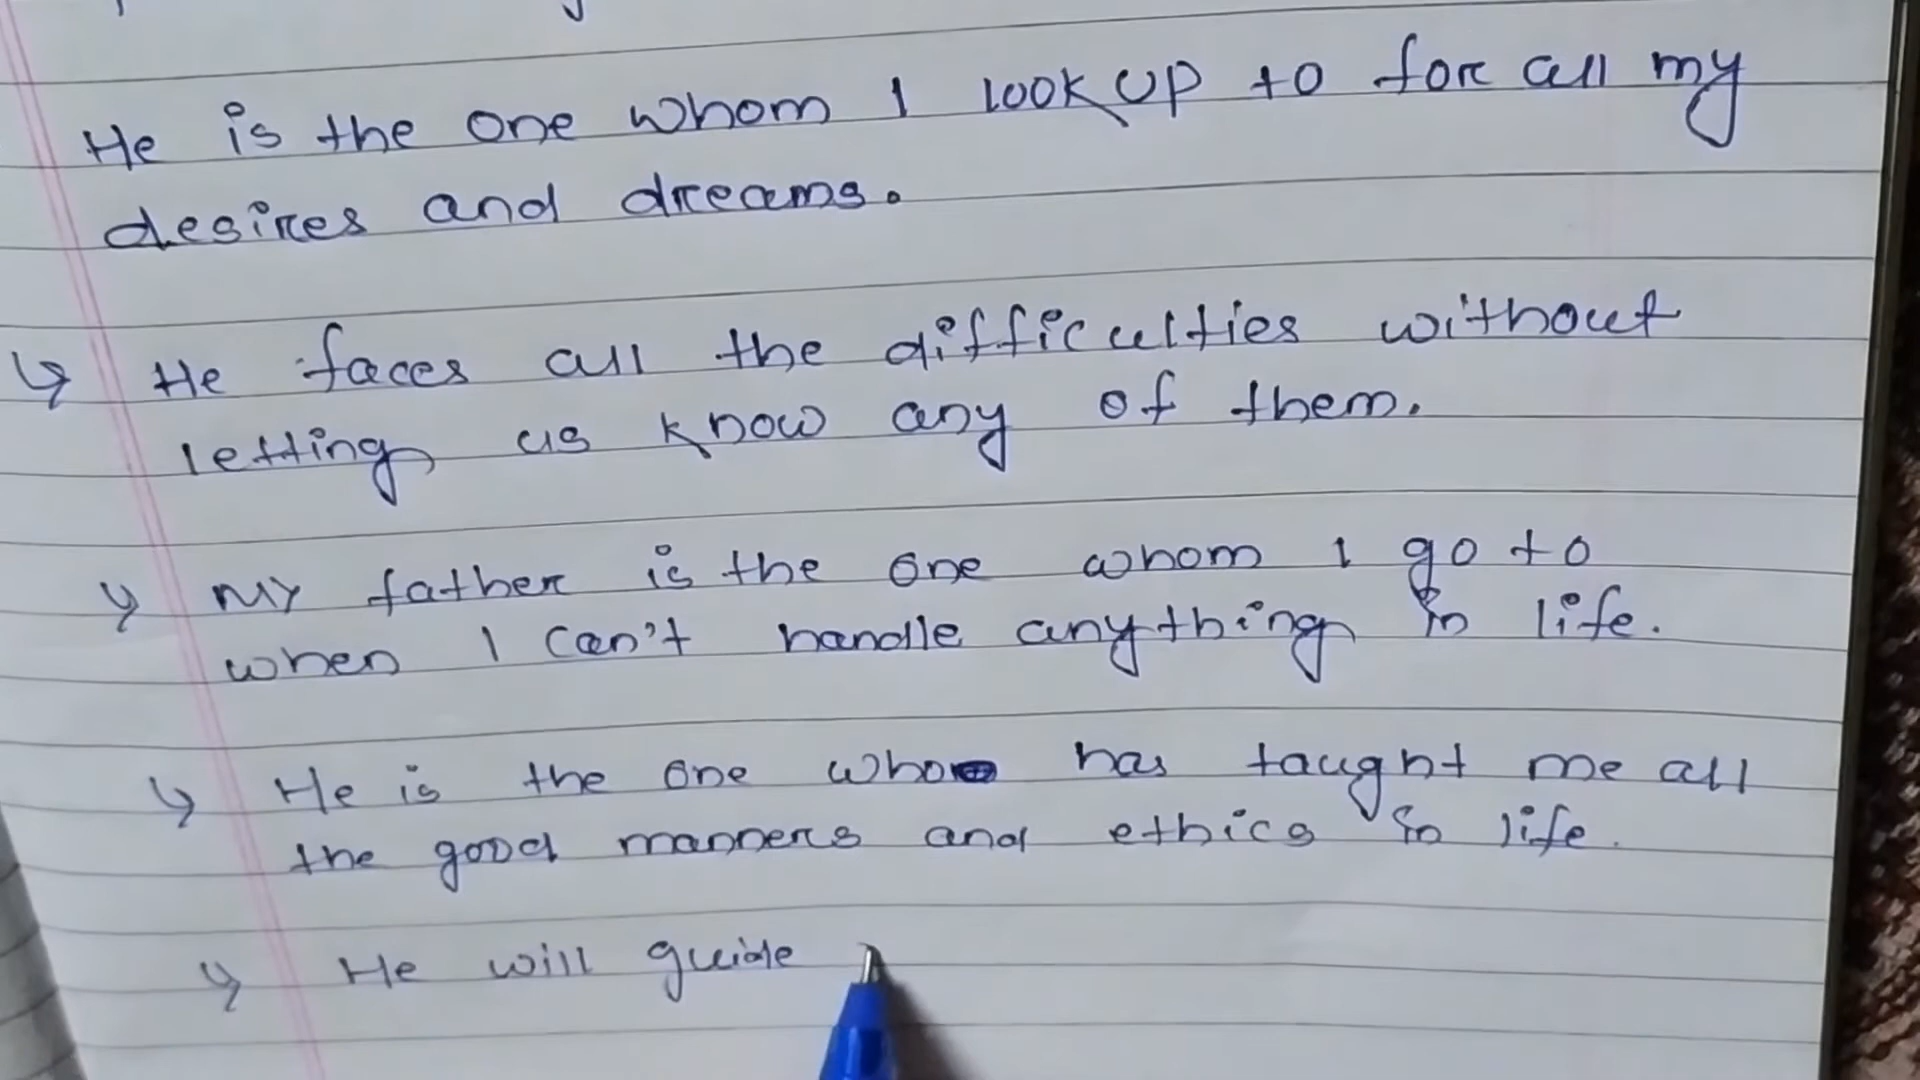 He is the one whom I look up to for all my
desires and dreams.
↳ He faces all the difficulties without
letting us know any of them.
↳ My father is the one whom I go to
when I can't handle anything in life.
↳ He is the one who has taught me all
the good manners and ethics in life.
↳ He will guide